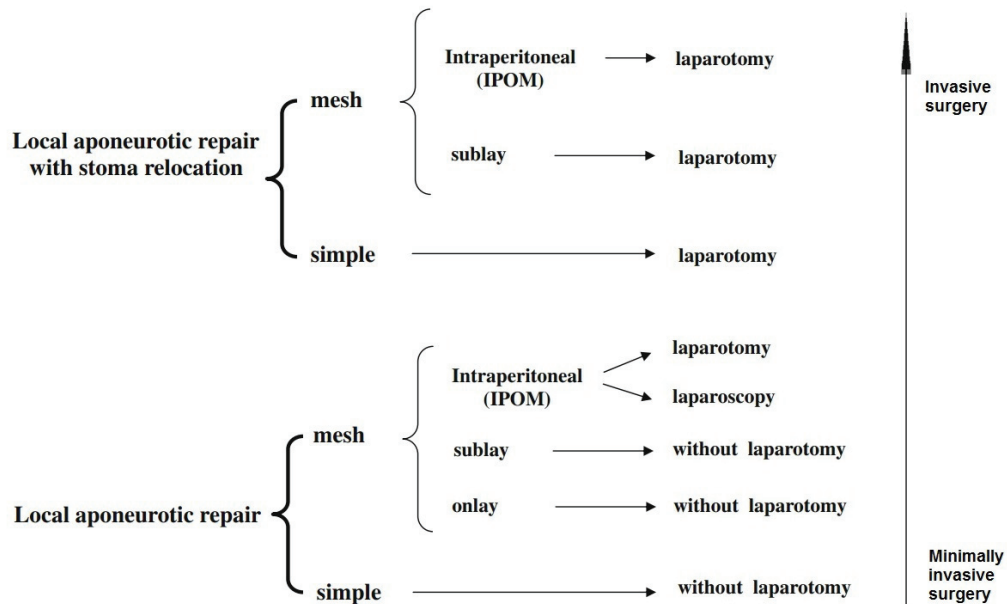 Intraperitoneal
(IPOM)
laparotomy
mesh
Invasive
surgery
Local aponeurotic repair
with stoma relocation
sublay
laparotomy
simple
laparotomy
laparotomy
Intraperitoneal
(IPOM)
laparoscopy
mesh
sublay
without laparotomy
onlay
without laparotomy
Local aponeurotic repair
simple
without laparotomy
Minimally
invasive
surgery